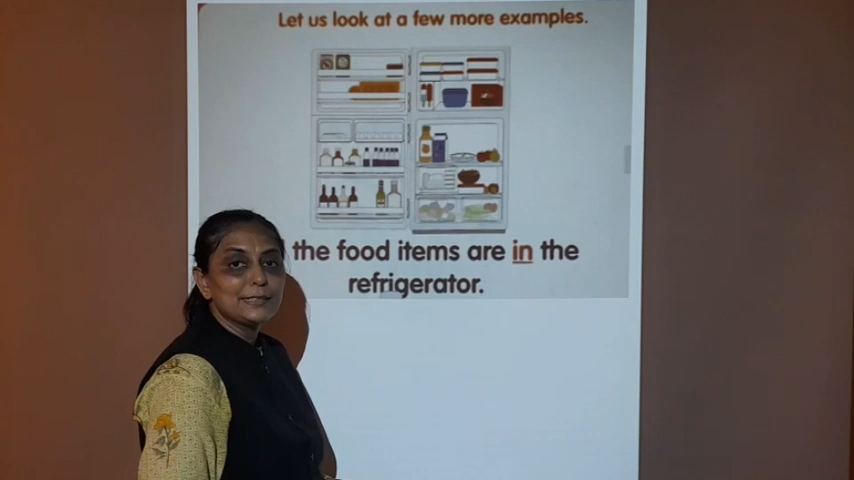 Let us look at a few more examples.
the food items are in the
refrigerator.